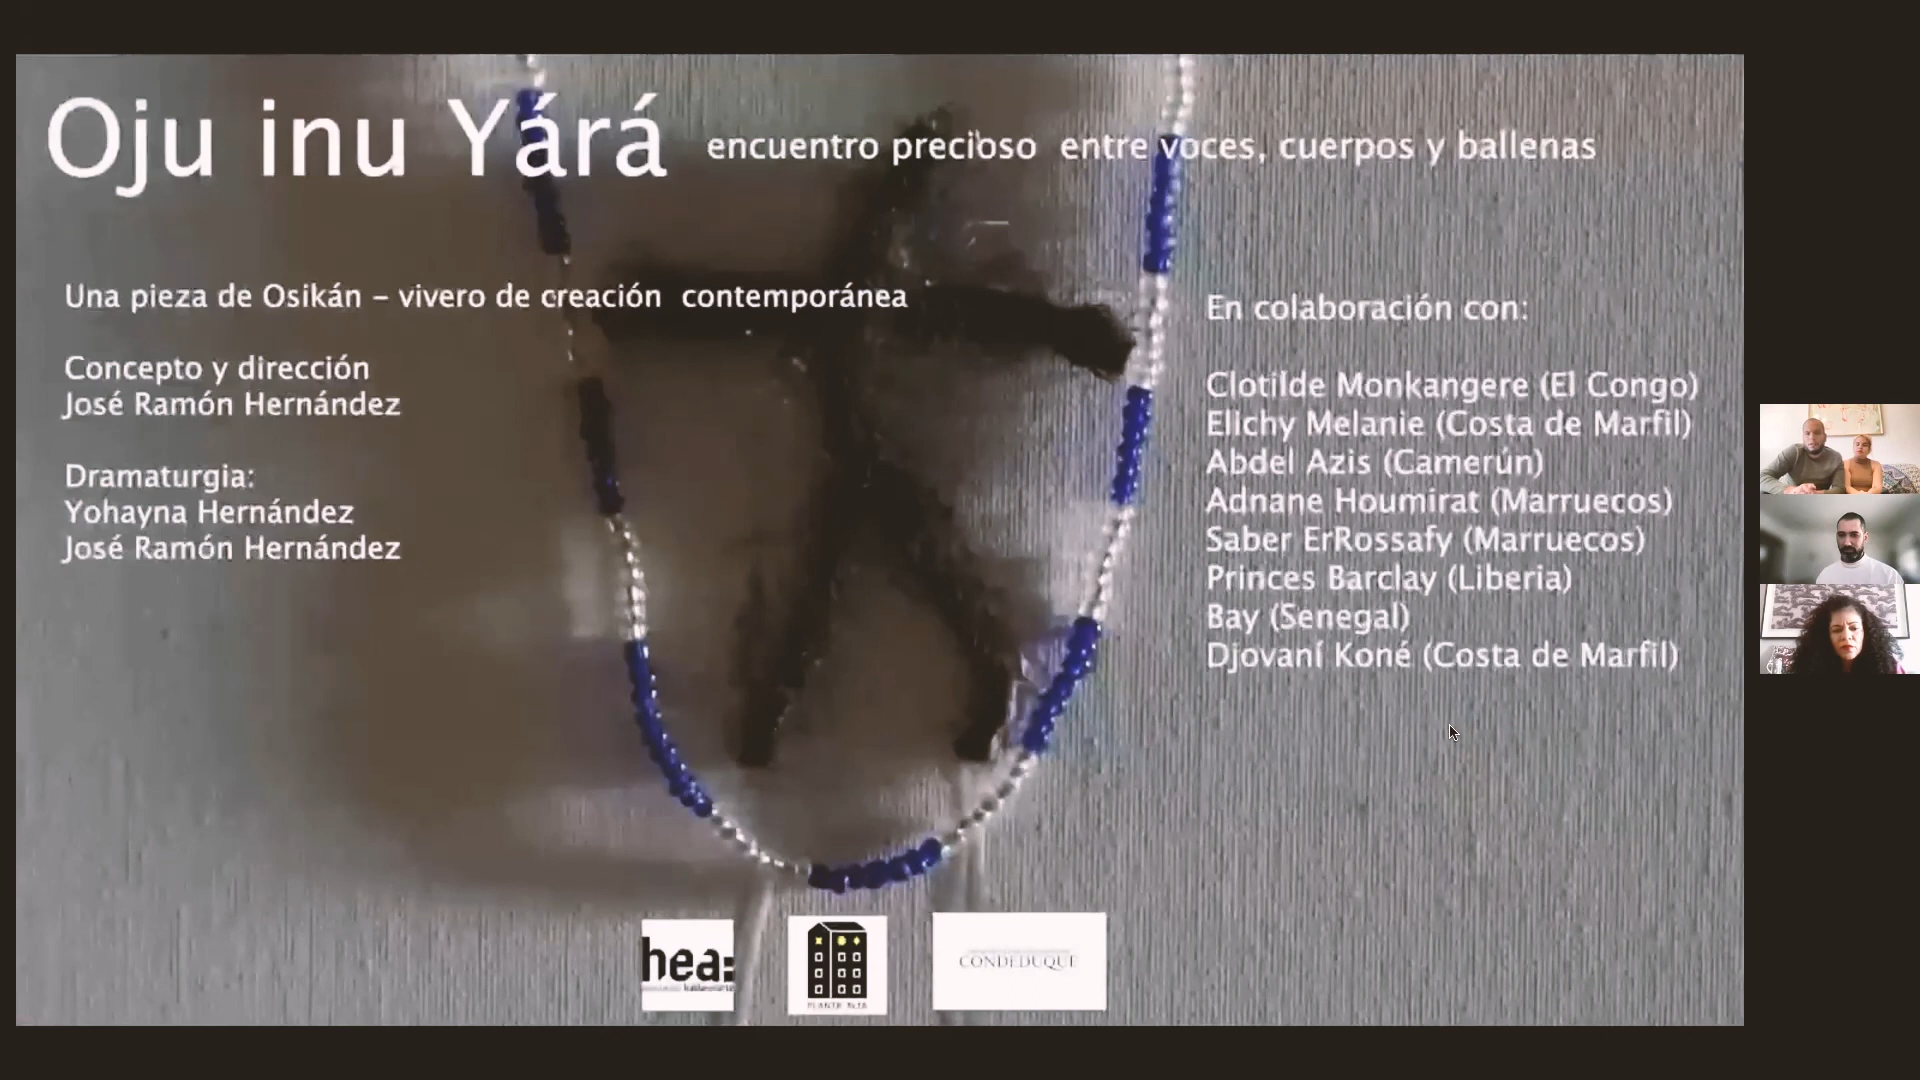 Oju inu Yárá encuentro precioso entre voces, cuerpos y ballenas
Una pieza de Osikán – vivero de creación contemporánea
Concepto y dirección
José Ramón Hernández
Dramaturgia:
Yohayna Hernández
José Ramón Hernández
En colaboración con:
Clotilde Monkangere (El Congo)
Elichy Melanie (Costa de Marfil)
Abdel Azis (Camerún)
Adnane Houmirat (Marruecos)
Saber ErRossafy (Marruecos)
Princes Barclay (Liberia)
Bay (Senegal)
Djovaní Koné (Costa de Marfil)
hea:
PLANTA ALTA
CONDEDUQUE